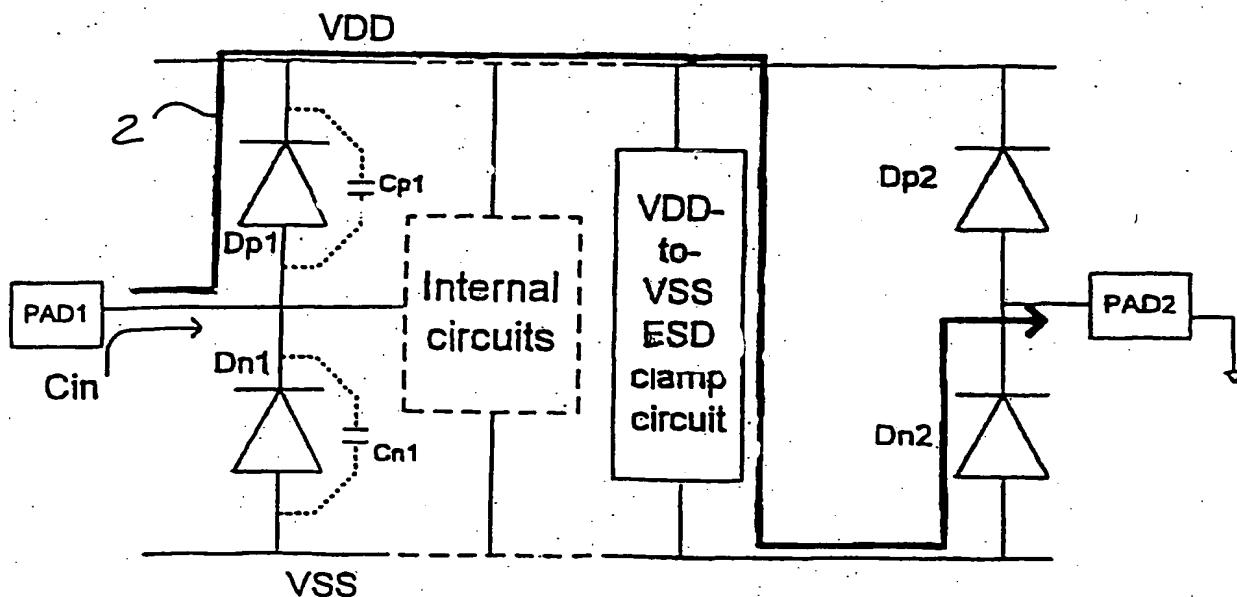 VDD
2
Cp1
Dp1
Dp2
PAD1
Internal
circuits
VDD-
to-
VSS
ESD
clamp
circuit
PAD2
Cin
Dn1
Cn1
Dn2
VSS